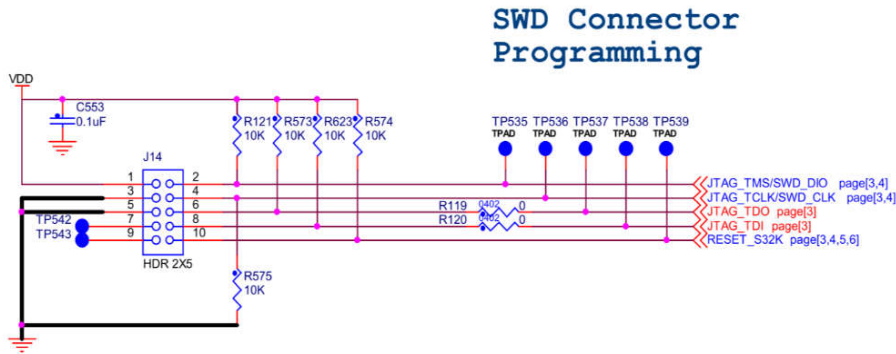 SWD Connector
Programming
VDD
C553
0.1uF
R121
10K
R573
10K
R623
10K
R574
10K
TP535
TPAD
TP536
TPAD
TP537
TPAD
TP538
TPAD
TP539
TPAD
J14
1 2
3 4
5 6
7 8
9 10
HDR 2X5
TP542
TP543
R119 0402 0
R120 0402 0
JTAG_TMS/SWD_DIO page[3,4]
JTAG_TCLK/SWD_CLK page[3,4]
JTAG_TDO page[3]
JTAG_TDI page[3]
RESET_S32K page[3,4,5,6]
R575
10K